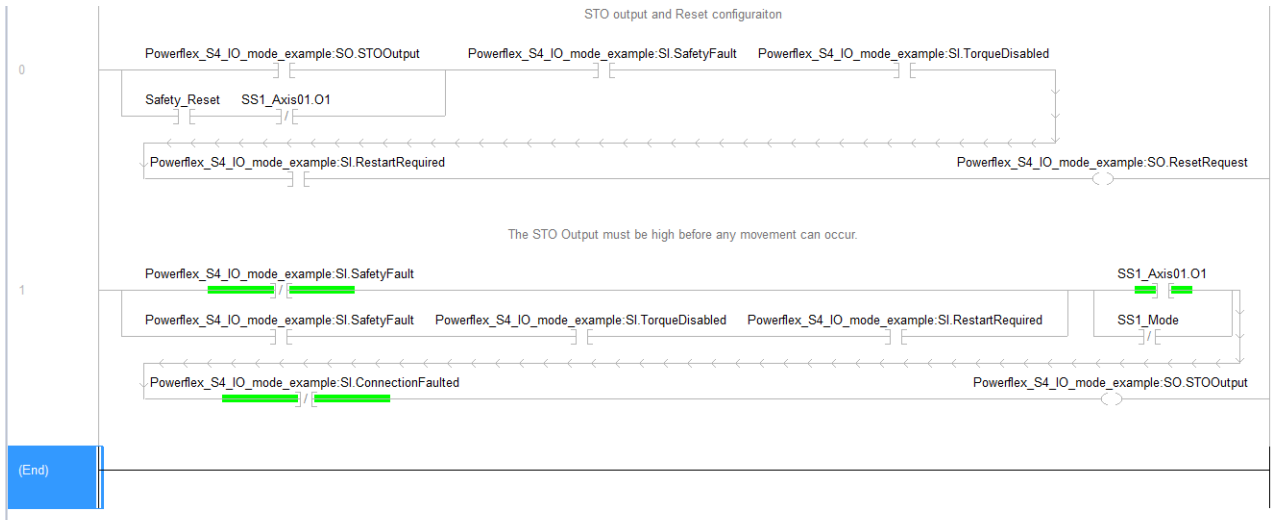 STO output and Reset configuraiton
Powerflex_S4_IO_mode_example:SO.STOOutput Powerflex_S4_IO_mode_example:SI.SafetyFault Powerflex_S4_IO_mode_example:SI.TorqueDisabled
0
Safety_Reset SS1_Axis01.O1
Powerflex_S4_IO_mode_example:SI.RestartRequired Powerflex_S4_IO_mode_example:SO.ResetRequest
The STO Output must be high before any movement can occur.
Powerflex_S4_IO_mode_example:SI.SafetyFault SS1_Axis01.O1
1
Powerflex_S4_IO_mode_example:SI.SafetyFault Powerflex_S4_IO_mode_example:SI.TorqueDisabled Powerflex_S4_IO_mode_example:SI.RestartRequired SS1_Mode
Powerflex_S4_IO_mode_example:SI.ConnectionFaulted Powerflex_S4_IO_mode_example:SO.STOOutput
(End)